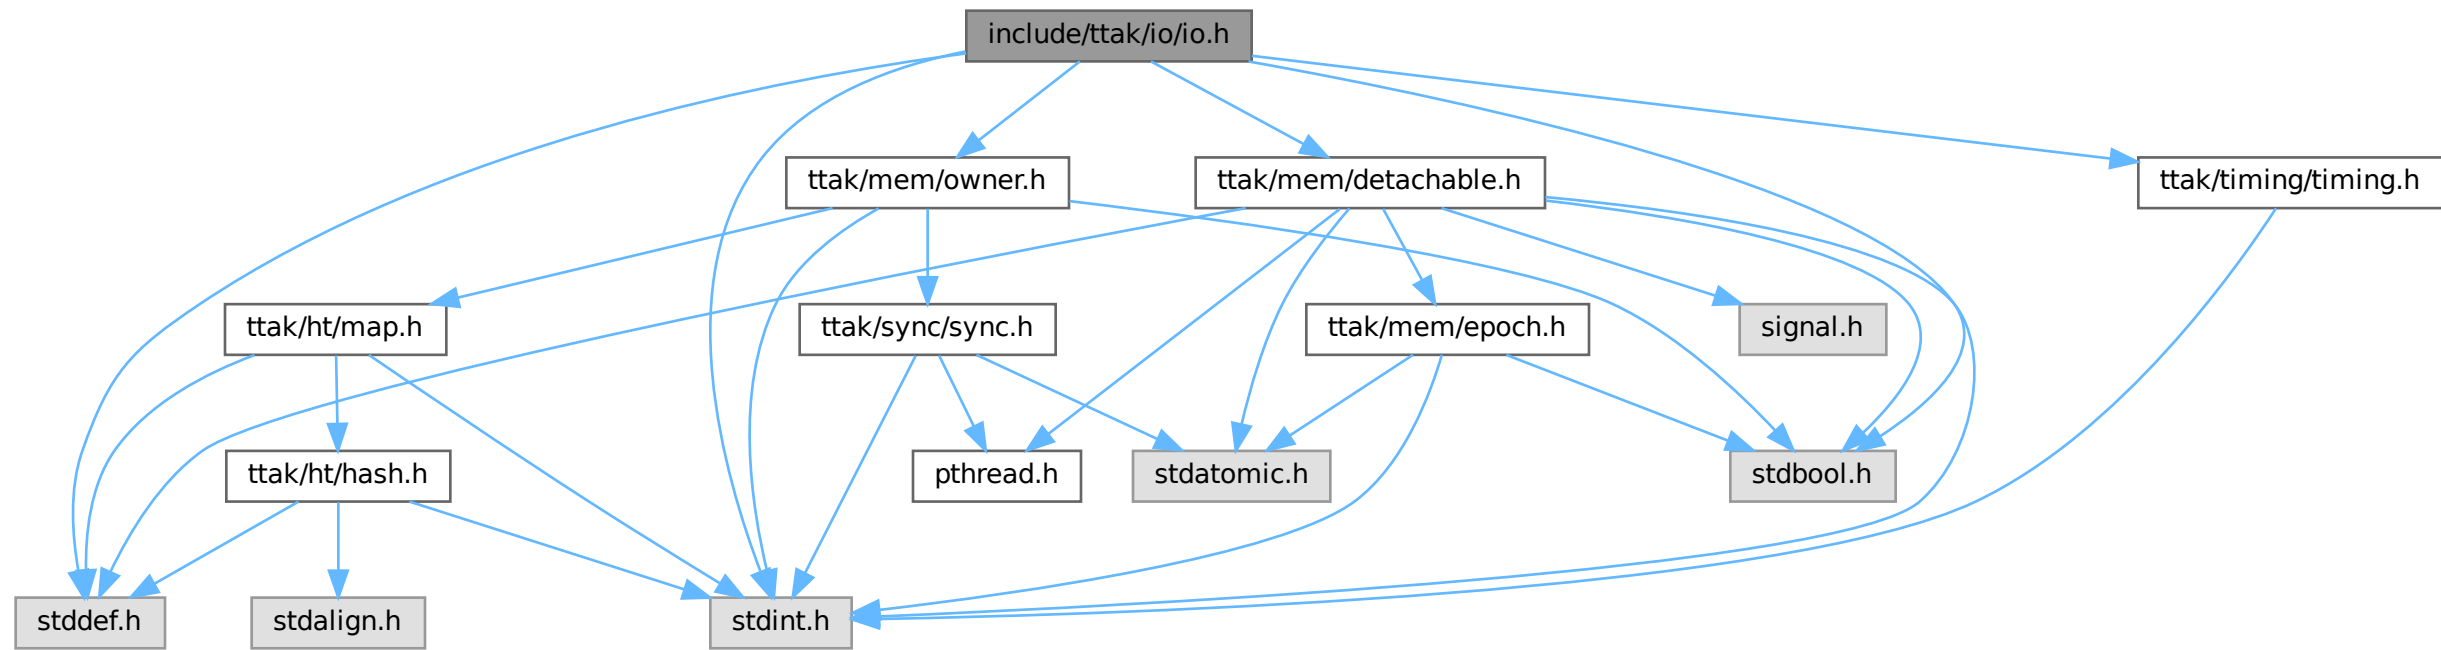 include/ttak/io/io.h
ttak/mem/owner.h
ttak/mem/detachable.h
ttak/timing/timing.h
ttak/ht/map.h
ttak/sync/sync.h
ttak/mem/epoch.h
signal.h
ttak/ht/hash.h
pthread.h
stdatomic.h
stdbool.h
stddef.h
stdalign.h
stdint.h